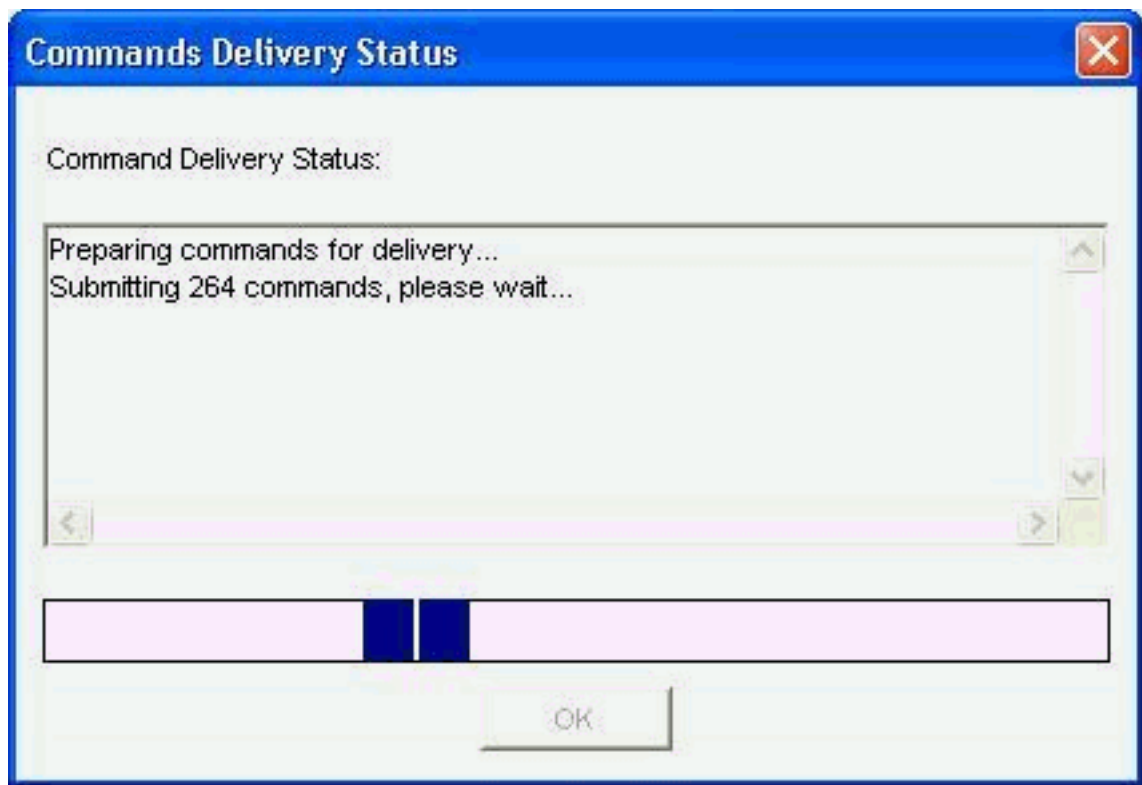 Commands Delivery Status
Command Delivery Status:
Preparing commands for delivery...
Submitting 264 commands, please wait...
OK